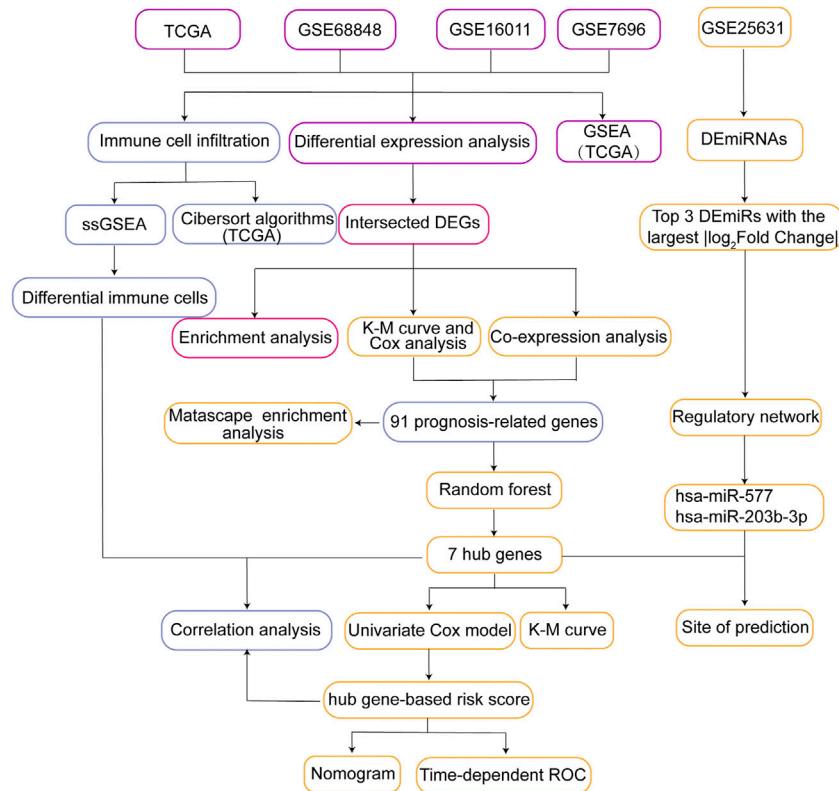 TCGA
GSE68848
GSE16011
GSE7696
GSE25631
Immune cell infiltration
Differential expression analysis
GSEA
(TCGA)
DEmiRNAs
ssGSEA
Cibersort algorithms
(TCGA)
Intersected DEGs
Top 3 DEmiRs with the
largest |log₂Fold Change|
Differential immune cells
Enrichment analysis
K-M curve and
Cox analysis
Co-expression analysis
Matascape enrichment
analysis
91 prognosis-related genes
Regulatory network
Random forest
hsa-miR-577
hsa-miR-203b-3p
7 hub genes
Correlation analysis
Univariate Cox model
K-M curve
Site of prediction
hub gene-based risk score
Nomogram
Time-dependent ROC